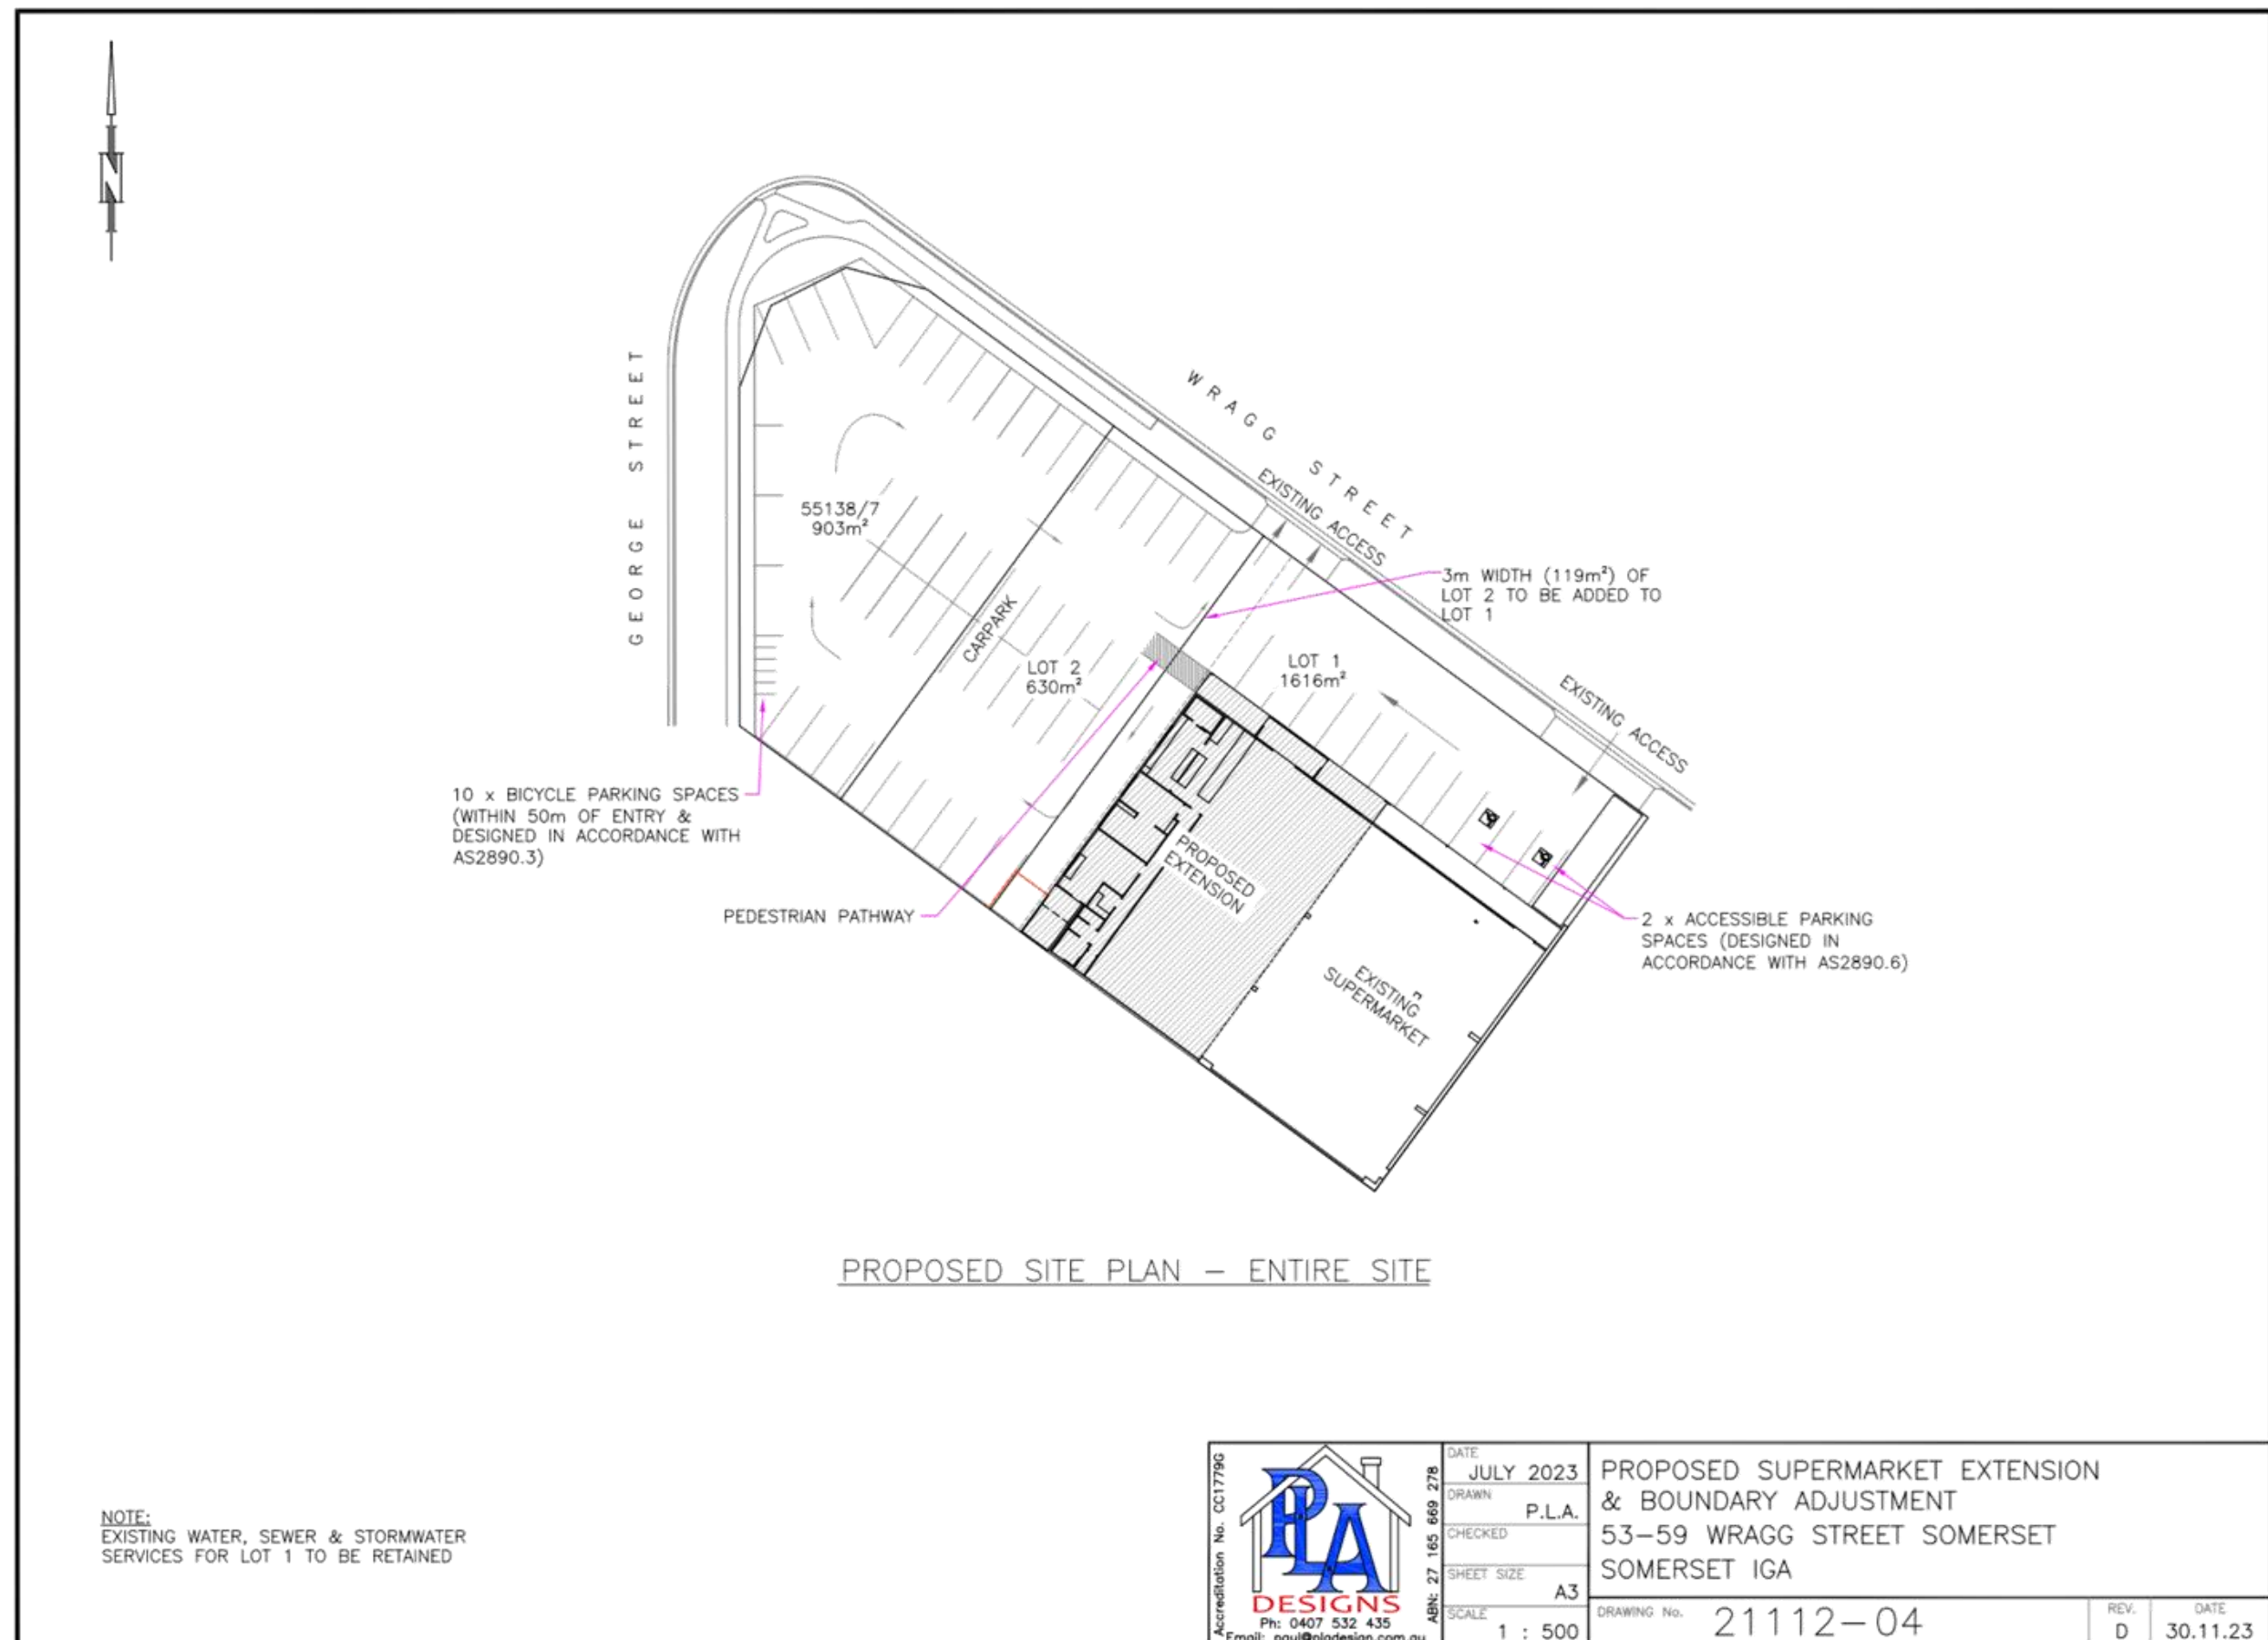 N
GEORGE STREET
WRAGG STREET
EXISTING ACCESS
55138/7
903m²
CARPARK
LOT 2
630m²
3m WIDTH (119m²) OF
LOT 2 TO BE ADDED TO
LOT 1
LOT 1
1616m²
EXISTING ACCESS
10 x BICYCLE PARKING SPACES
(WITHIN 50m OF ENTRY &
DESIGNED IN ACCORDANCE WITH
AS2890.3)
PROPOSED
EXTENSION
PEDESTRIAN PATHWAY
2 x ACCESSIBLE PARKING
SPACES (DESIGNED IN
ACCORDANCE WITH AS2890.6)
EXISTING
SUPERMARKET
PROPOSED SITE PLAN – ENTIRE SITE
NOTE:
EXISTING WATER, SEWER & STORMWATER
SERVICES FOR LOT 1 TO BE RETAINED
Accreditation No. CC1779G
PLA
DESIGNS
Ph: 0407 532 435
Email: paul@pladesign.com.au
ABN: 27 165 669 278
DATE
JULY 2023
DRAWN
P.L.A.
CHECKED
SHEET SIZE
A3
SCALE
1 : 500
PROPOSED SUPERMARKET EXTENSION
& BOUNDARY ADJUSTMENT
53–59 WRAGG STREET SOMERSET
SOMERSET IGA
DRAWING No.
21112–04
REV.
D
DATE
30.11.23